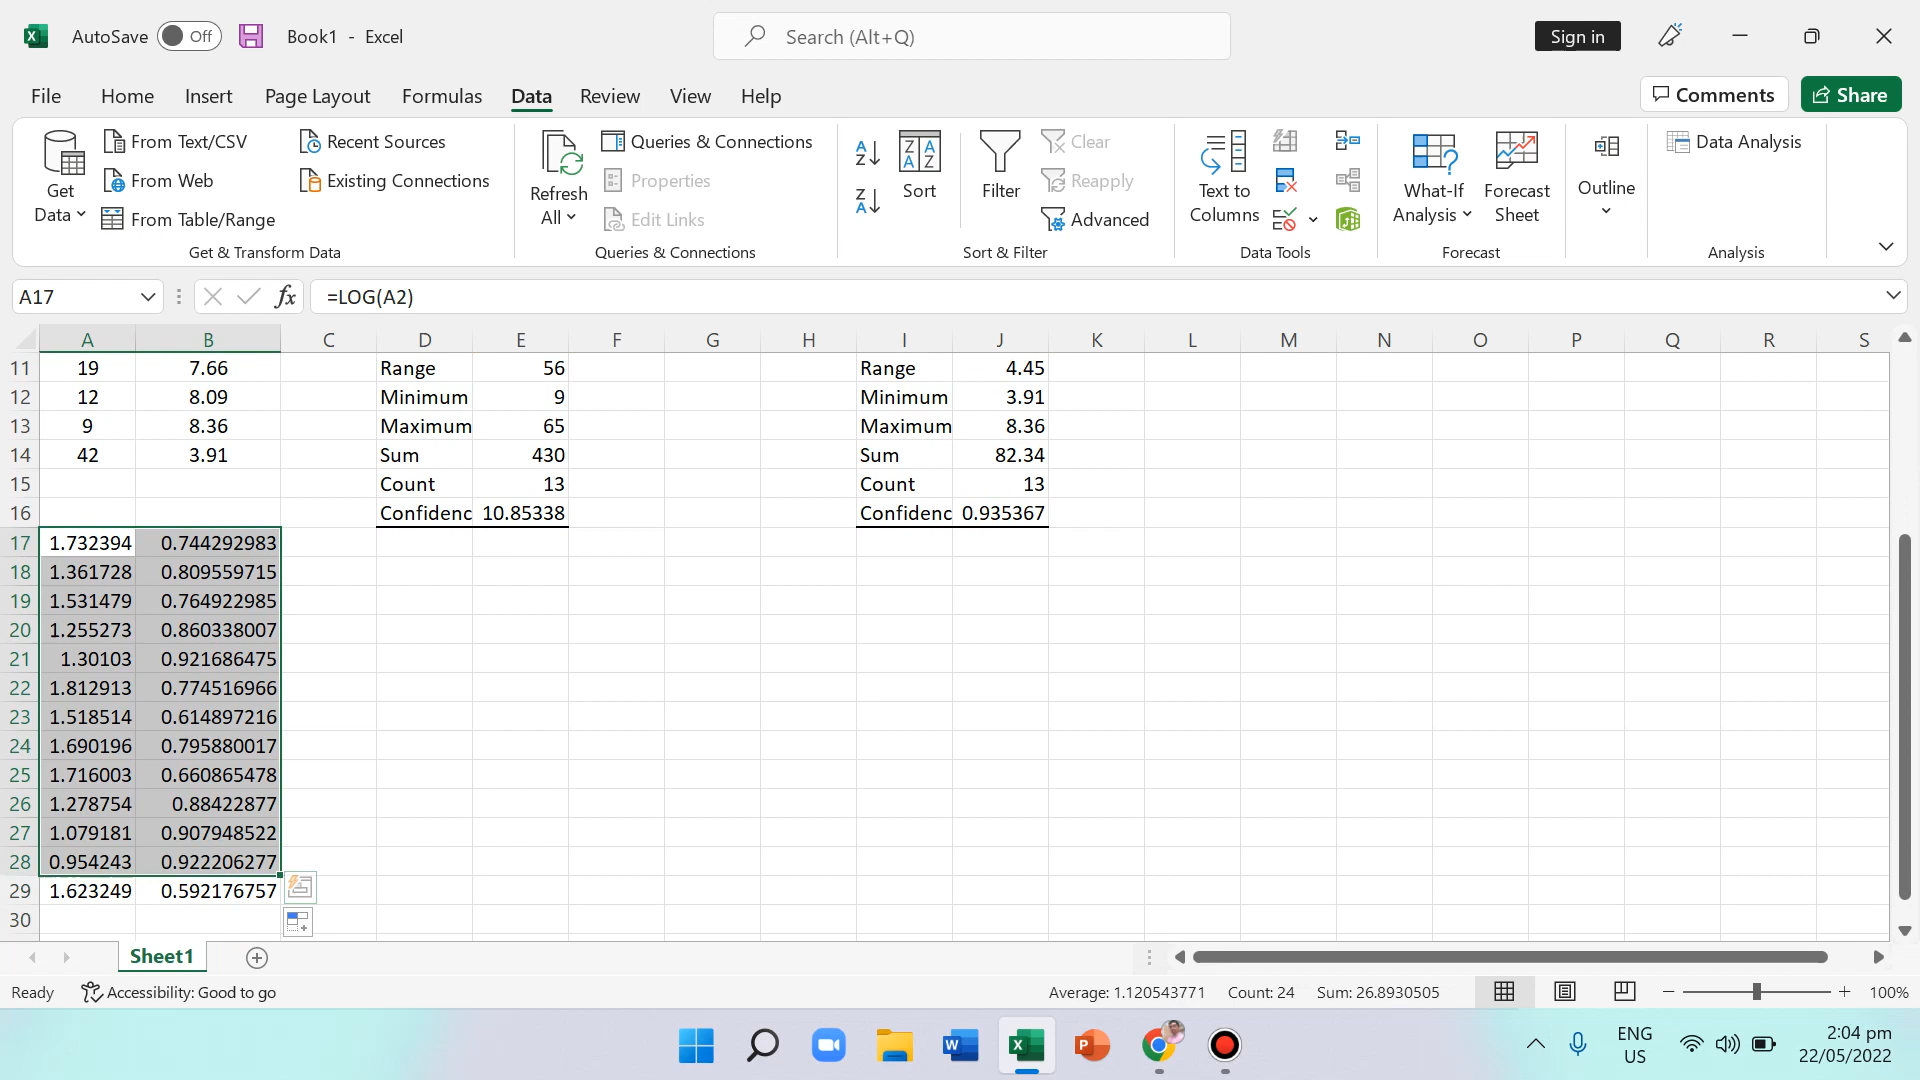 AutoSave Off Book1 - Excel Search (Alt+Q) Sign in
File Home Insert Page Layout Formulas Data Review View Help Comments Share
Get Data
From Text/CSV
From Web
From Table/Range
Recent Sources
Existing Connections
Get & Transform Data
Refresh All
Queries & Connections
Properties
Edit Links
Queries & Connections
Sort
Filter
Clear
Reapply
Advanced
Sort & Filter
Text to Columns
Data Tools
What-If Analysis
Forecast Sheet
Forecast
Outline
Data Analysis
Analysis
A17 fx =LOG(A2)
A B C D E F G H I J K L M N O P Q R S
11 19 7.66 Range 56 Range 4.45
12 12 8.09 Minimum 9 Minimum 3.91
13 9 8.36 Maximum 65 Maximum 8.36
14 42 3.91 Sum 430 Sum 82.34
15 Count 13 Count 13
16 Confidenc 10.85338 Confidenc 0.935367
17 1.732394 0.744292983
18 1.361728 0.809559715
19 1.531479 0.764922985
20 1.255273 0.860338007
21 1.30103 0.921686475
22 1.812913 0.774516966
23 1.518514 0.614897216
24 1.690196 0.795880017
25 1.716003 0.660865478
26 1.278754 0.88422877
27 1.079181 0.907948522
28 0.954243 0.922206277
29 1.623249 0.592176757
30
Sheet1
Ready Accessibility: Good to go Average: 1.120543771 Count: 24 Sum: 26.8930505 100%
ENG US
2:04 pm
22/05/2022